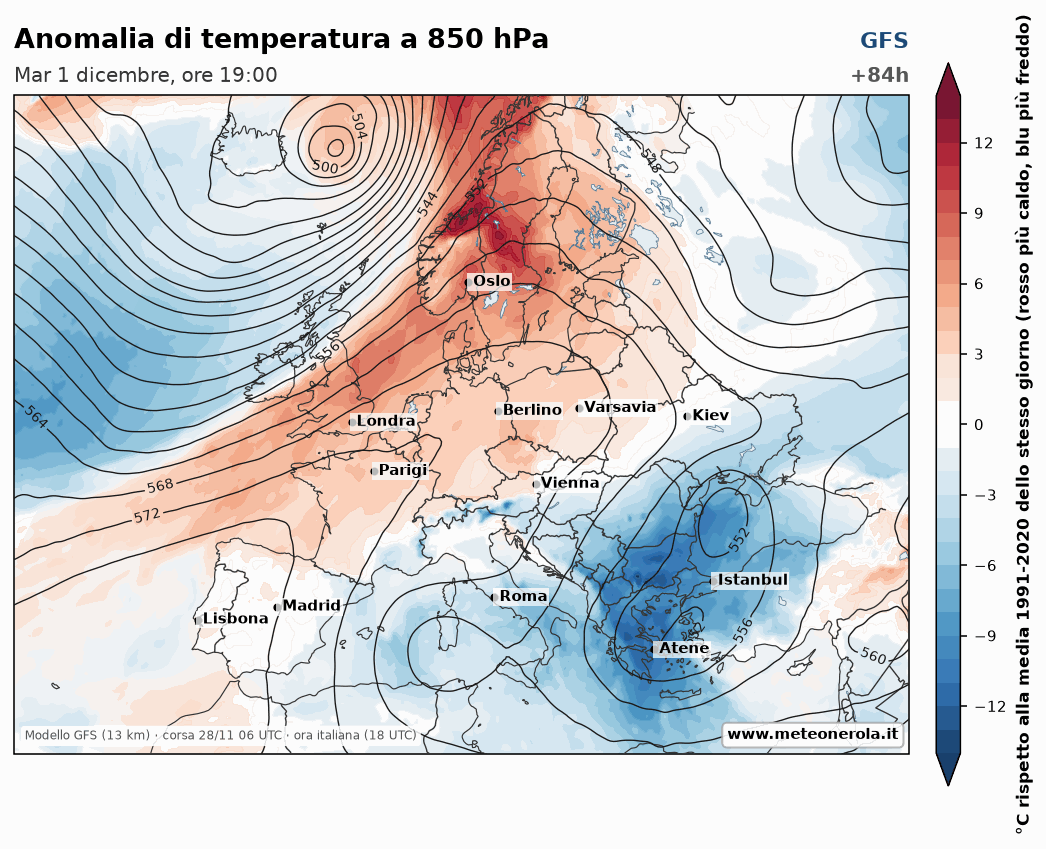 Anomalia di temperatura a 850 hPa
GFS
Mar 1 dicembre, ore 19:00
+84h
504
500
548
552
544
Oslo
556
564
Londra
Berlino
Varsavia
Kiev
Parigi
568
Vienna
572
552
Istanbul
Roma
Madrid
Lisbona
556
Atene
560
Modello GFS (13 km) · corsa 28/11 06 UTC · ora italiana (18 UTC)
www.meteonerola.it
12
9
6
3
0
−3
−6
−9
−12
°C rispetto alla media 1991-2020 dello stesso giorno (rosso più caldo, blu più freddo)